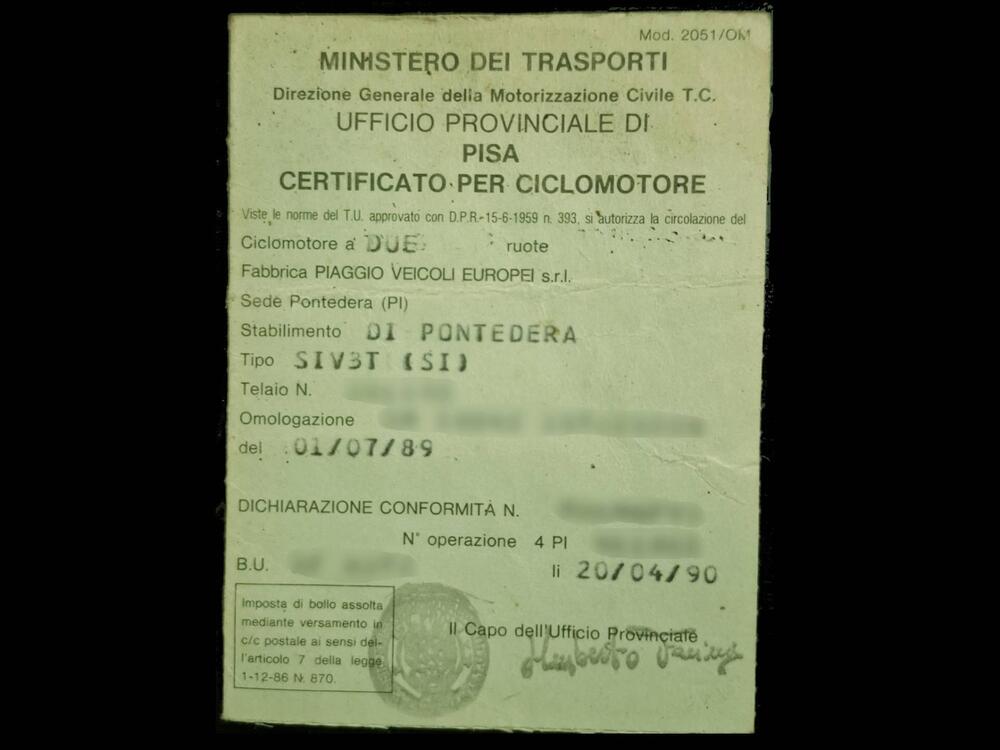 Mod. 2051/OM
MINISTERO DEI TRASPORTI
Direzione Generale della Motorizzazione Civile T.C.
UFFICIO PROVINCIALE DI
PISA
CERTIFICATO PER CICLOMOTORE
Viste le norme del T.U. approvato con D.P.R.-15-6-1959 n. 393, si autorizza la circolazione del
Ciclomotore a DUE ruote
Fabbrica PIAGGIO VEICOLI EUROPEI s.r.l.
Sede Pontedera (PI)
Stabilimento DI PONTEDERA
Tipo SIV3T (SI)
Telaio N.
Omologazione
del 01/07/89
DICHIARAZIONE CONFORMITÀ N.
N° operazione 4 PI
B.U.
li 20/04/90
Imposta di bollo assolta
mediante versamento in
c/c postale ai sensi del-
l'articolo 7 della legge
1-12-86 N. 870.
Il Capo dell'Ufficio Provinciale